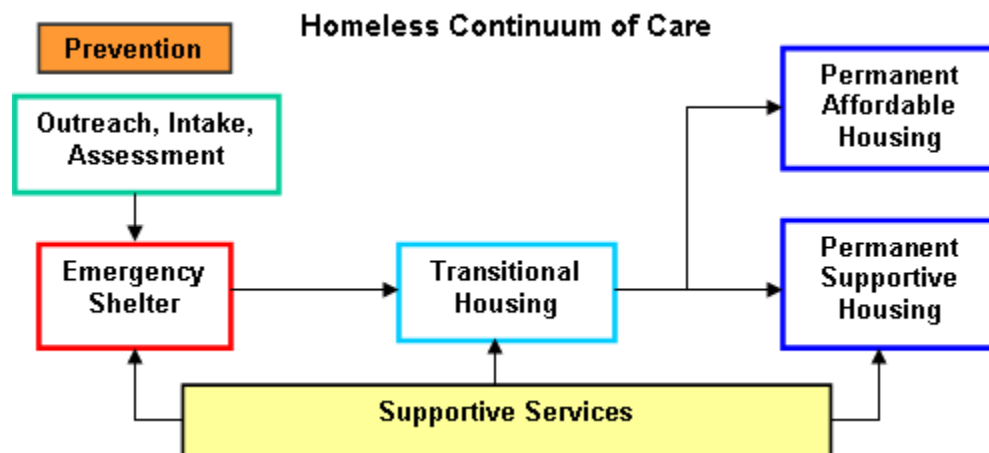 Homeless Continuum of Care
Prevention
Outreach, Intake,
Assessment
Emergency
Shelter
Transitional
Housing
Permanent
Affordable
Housing
Permanent
Supportive
Housing
Supportive Services